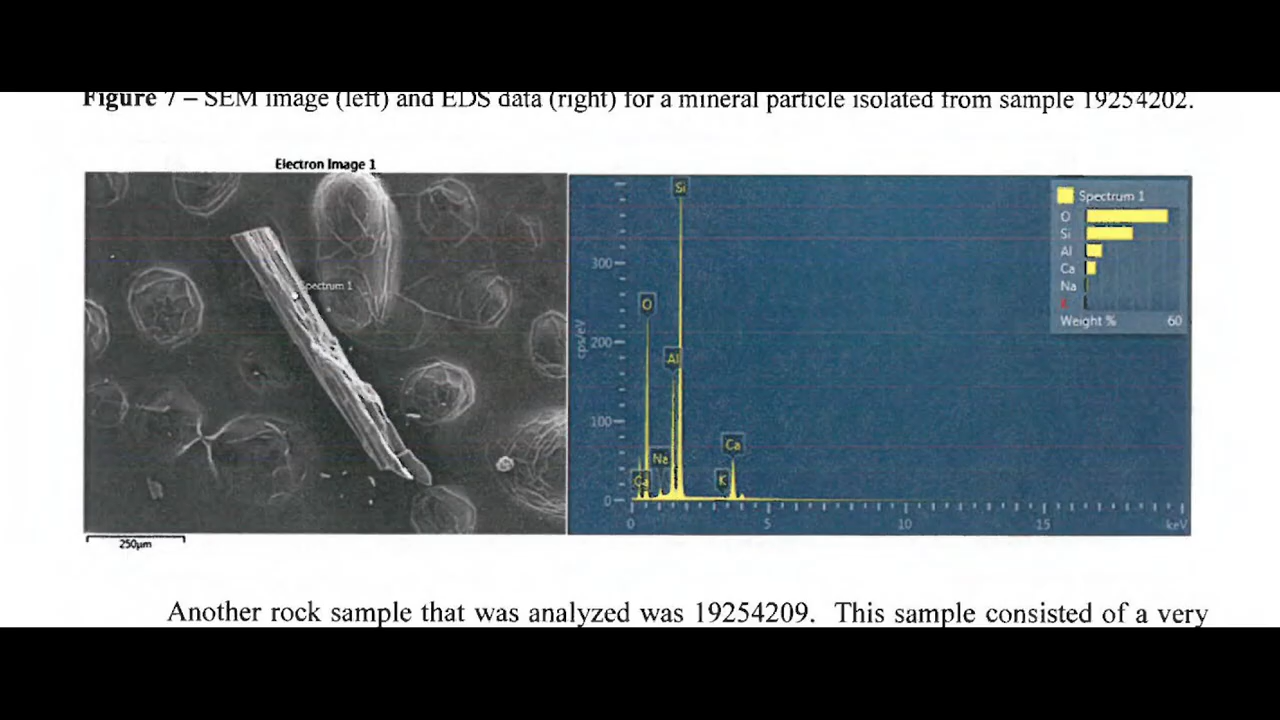 Figure 7 – SEM image (left) and EDS data (right) for a mineral particle isolated from sample 19254202.
Electron Image 1
Spectrum 1
250µm
cps/eV
300
200
100
0
Si
O
Al
Na
Ca
K
Ca
0
5
10
15
keV
Spectrum 1
O
Si
Al
Ca
Na
Weight %
60
Another rock sample that was analyzed was 19254209. This sample consisted of a very